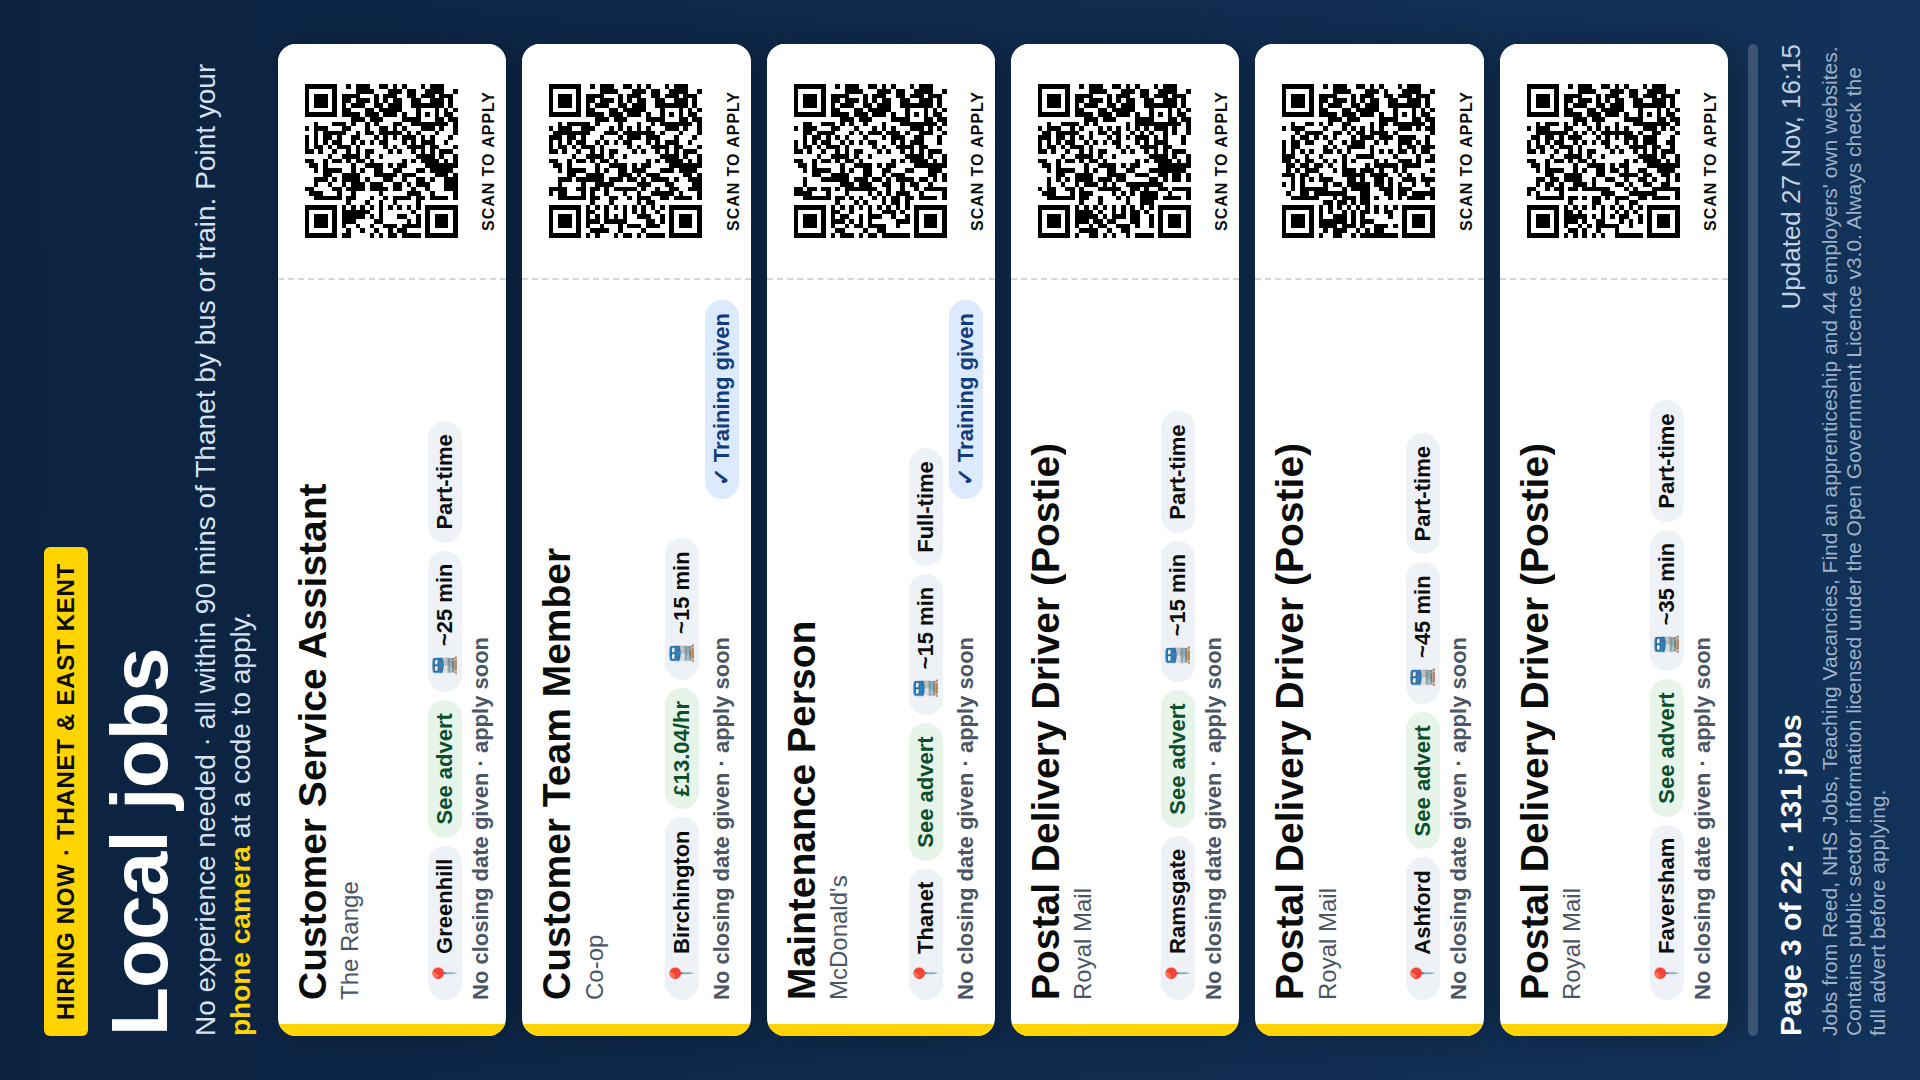 HIRING NOW · THANET & EAST KENT
Local jobs
No experience needed · all within 90 mins of Thanet by bus or train. Point your
phone camera at a code to apply.
Customer Service Assistant
The Range
📍 Greenhill
See advert
🚆 ~25 min
Part-time
No closing date given · apply soon
SCAN TO APPLY
Customer Team Member
Co-op
📍 Birchington
£13.04/hr
🚆 ~15 min
No closing date given · apply soon
✓ Training given
SCAN TO APPLY
Maintenance Person
McDonald's
📍 Thanet
See advert
🚆 ~15 min
Full-time
No closing date given · apply soon
✓ Training given
SCAN TO APPLY
Postal Delivery Driver (Postie)
Royal Mail
📍 Ramsgate
See advert
🚆 ~15 min
Part-time
No closing date given · apply soon
SCAN TO APPLY
Postal Delivery Driver (Postie)
Royal Mail
📍 Ashford
See advert
🚆 ~45 min
Part-time
No closing date given · apply soon
SCAN TO APPLY
Postal Delivery Driver (Postie)
Royal Mail
📍 Faversham
See advert
🚆 ~35 min
Part-time
No closing date given · apply soon
SCAN TO APPLY
Page 3 of 22 · 131 jobs
Updated 27 Nov, 16:15
Jobs from Reed, NHS Jobs, Teaching Vacancies, Find an apprenticeship and 44 employers' own websites.
Contains public sector information licensed under the Open Government Licence v3.0. Always check the
full advert before applying.